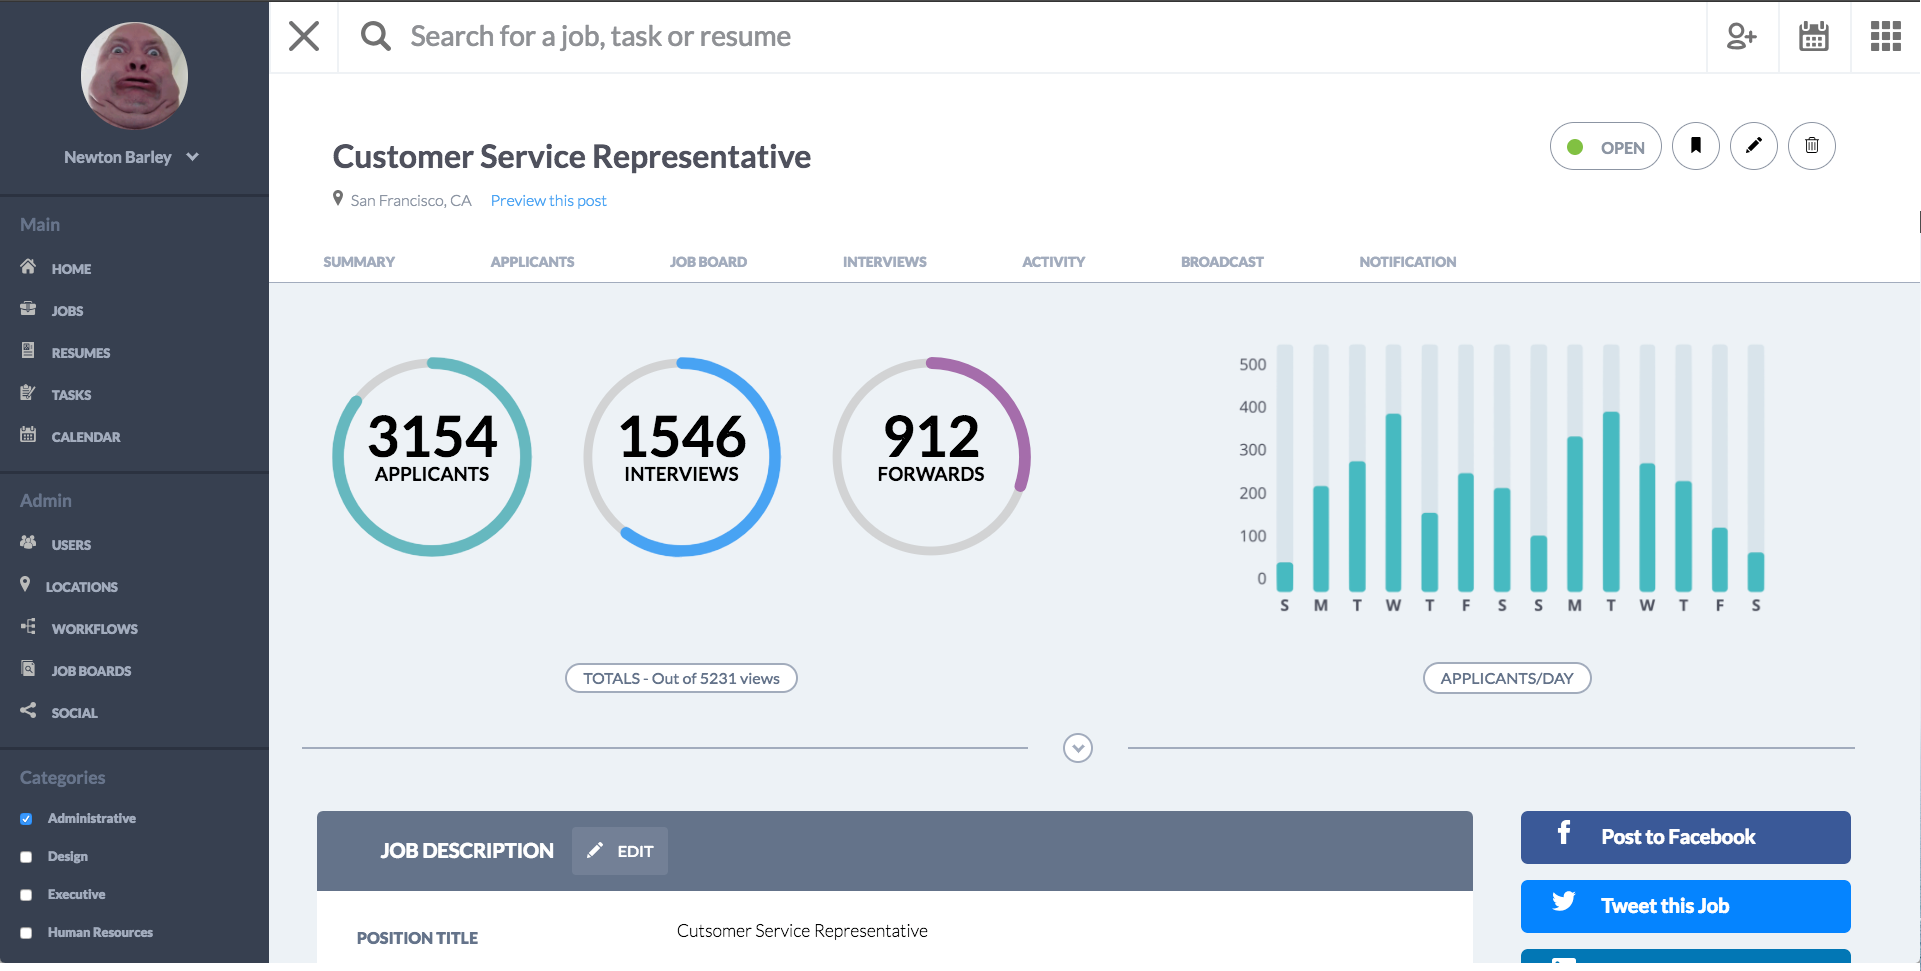 Search for a job, task or resume
Newton Barley
Main
HOME
JOBS
RESUMES
TASKS
CALENDAR
Admin
USERS
LOCATIONS
WORKFLOWS
JOB BOARDS
SOCIAL
Categories
Administrative
Design
Executive
Human Resources
Customer Service Representative
San Francisco, CA Preview this post
OPEN
SUMMARY APPLICANTS JOB BOARD INTERVIEWS ACTIVITY BROADCAST NOTIFICATION
3154
APPLICANTS
1546
INTERVIEWS
912
FORWARDS
TOTALS - Out of 5231 views
500
400
300
200
100
0
S M T W T F S S M T W T F S
APPLICANTS/DAY
JOB DESCRIPTION EDIT
POSITION TITLE Cutsomer Service Representative
Post to Facebook
Tweet this Job